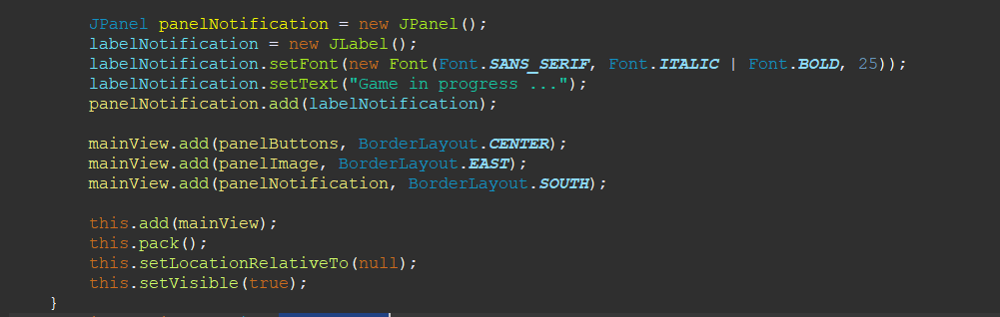 JPanel panelNotification = new JPanel();
labelNotification = new JLabel();
labelNotification.setFont(new Font(Font.SANS_SERIF, Font.ITALIC | Font.BOLD, 25));
labelNotification.setText("Game in progress ...");
panelNotification.add(labelNotification);
mainView.add(panelButtons, BorderLayout.CENTER);
mainView.add(panelImage, BorderLayout.EAST);
mainView.add(panelNotification, BorderLayout.SOUTH);
this.add(mainView);
this.pack();
this.setLocationRelativeTo(null);
this.setVisible(true);
}